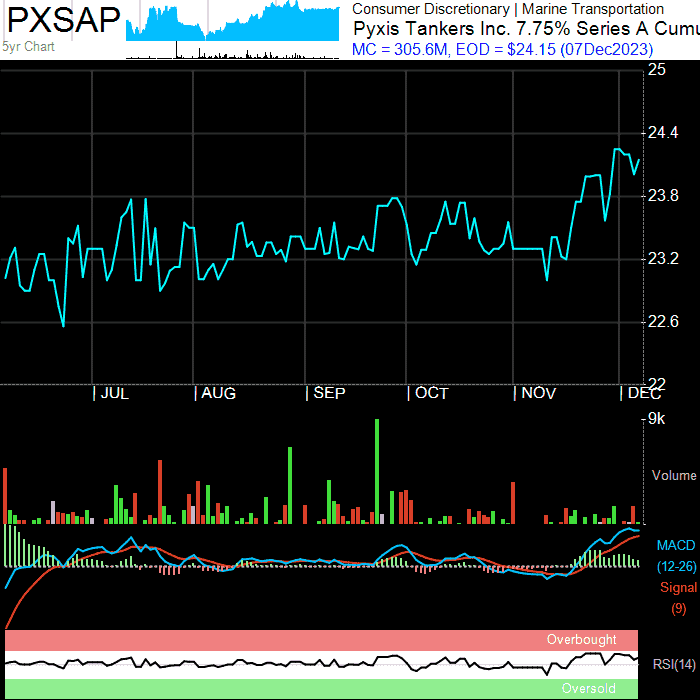 PXSAP
5yr Chart
Consumer Discretionary | Marine Transportation
Pyxis Tankers Inc. 7.75% Series A Cumu
MC = 305.6M, EOD = $24.15 (07Dec2023)
25
24.4
23.8
23.2
22.6
22
| JUL | AUG | SEP | OCT | NOV | DEC
9k
Volume
MACD
(12-26)
Signal
(9)
Overbought
RSI(14)
Oversold